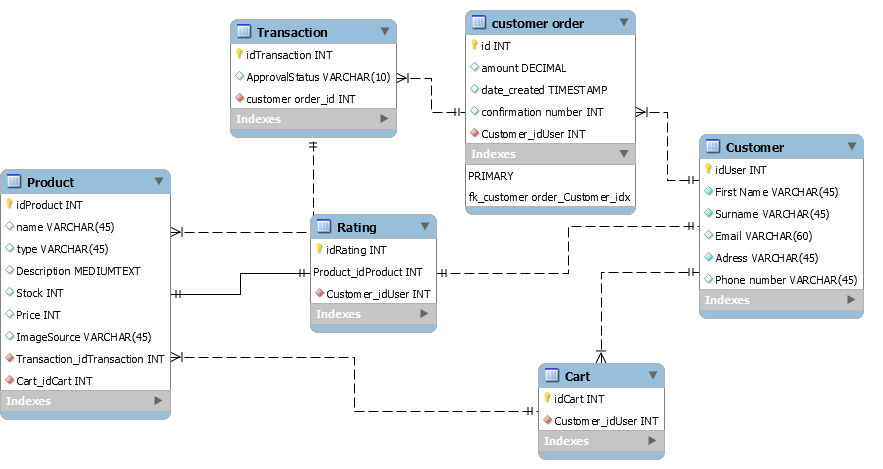 Transaction
idTransaction INT
ApprovalStatus VARCHAR(10)
customer order_id INT
Indexes
customer order
id INT
amount DECIMAL
date_created TIMESTAMP
confirmation number INT
Customer_idUser INT
Indexes
PRIMARY
fk_customer order_Customer_idx
Customer
idUser INT
First Name VARCHAR(45)
Surname VARCHAR(45)
Email VARCHAR(60)
Adress VARCHAR(45)
Phone number VARCHAR(45)
Indexes
Product
idProduct INT
name VARCHAR(45)
type VARCHAR(45)
Description MEDIUMTEXT
Stock INT
Price INT
ImageSource VARCHAR(45)
Transaction_idTransaction INT
Cart_idCart INT
Indexes
Rating
idRating INT
Product_idProduct INT
Customer_idUser INT
Indexes
Cart
idCart INT
Customer_idUser INT
Indexes